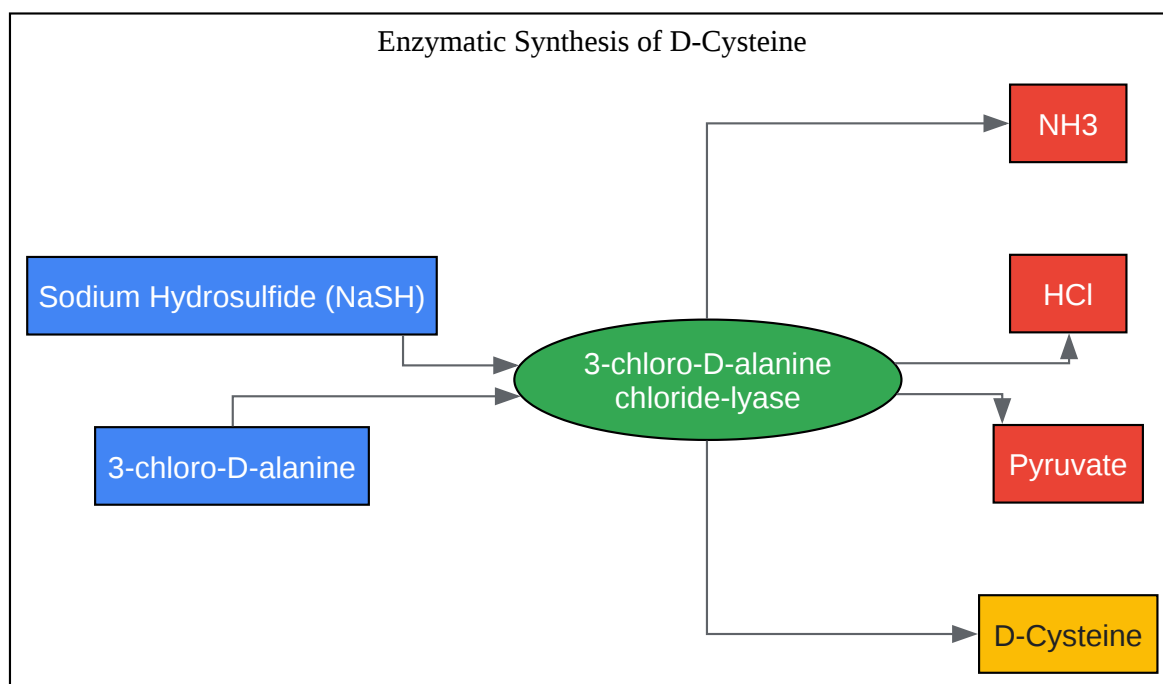 Enzymatic Synthesis of D-Cysteine
NH3
Sodium Hydrosulfide (NaSH)
HCl
3-chloro-D-alanine
chloride-lyase
3-chloro-D-alanine
Pyruvate
D-Cysteine